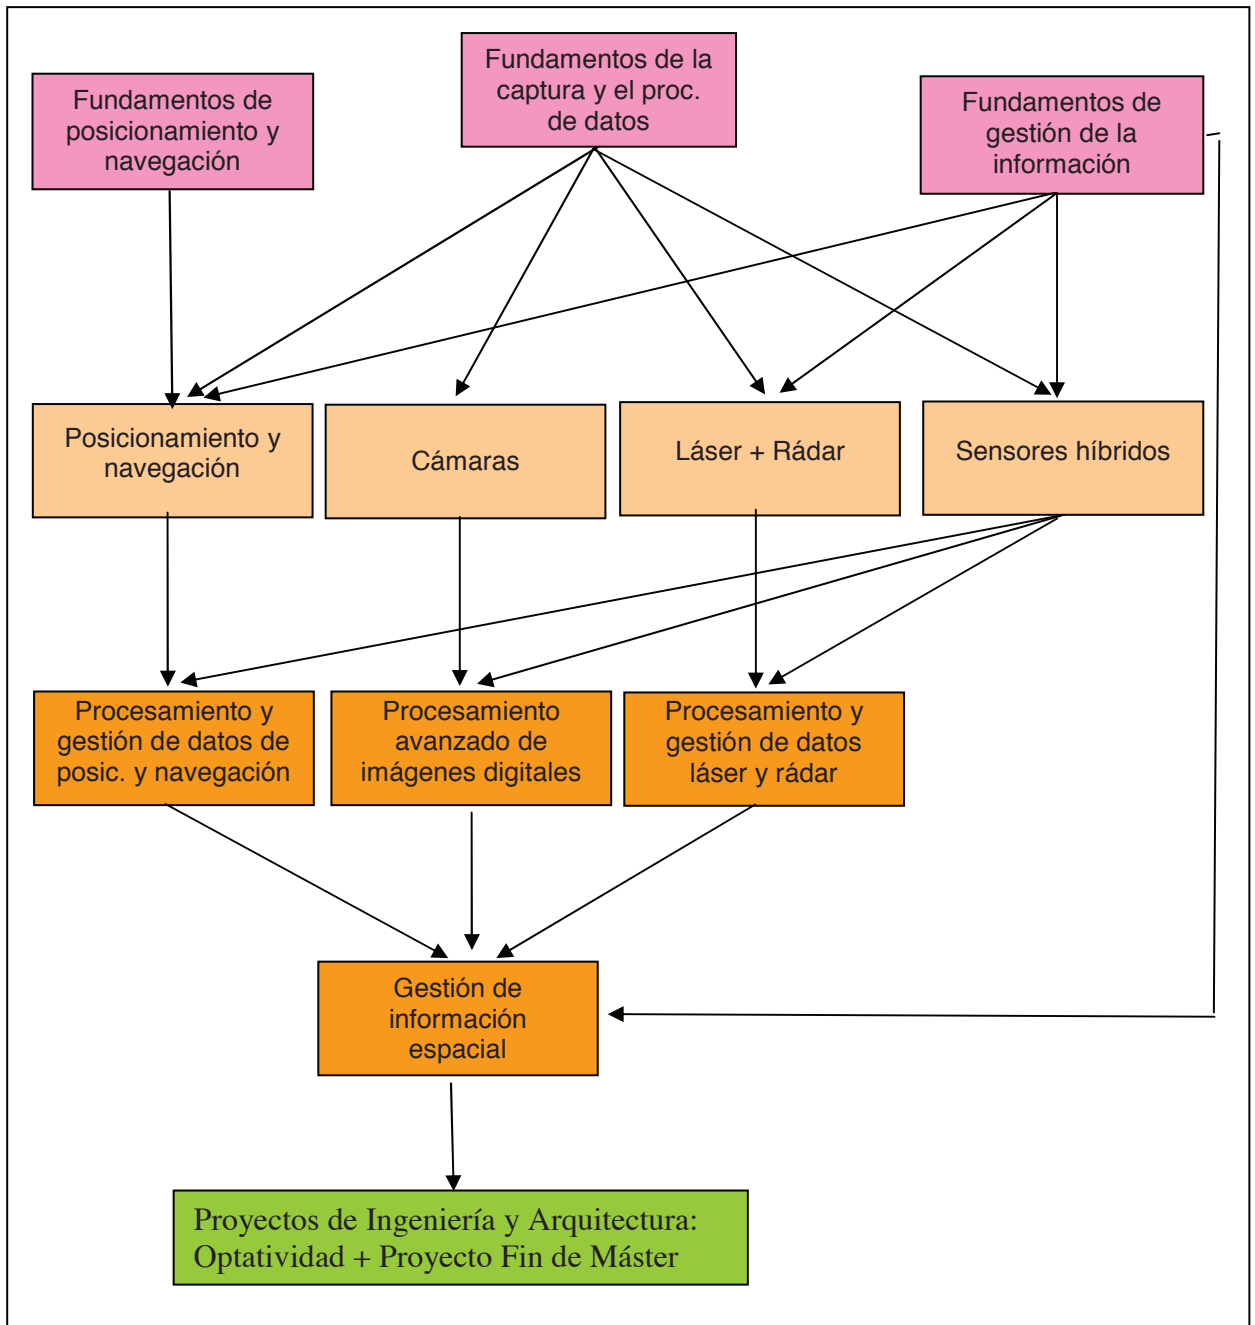 Fundamentos de
posicionamiento y
navegación
Fundamentos de la
captura y el proc.
de datos
Fundamentos de
gestión de la
información
Posicionamiento y
navegación
Cámaras
Láser + Rádar
Sensores híbridos
Procesamiento y
gestión de datos de
posic. y navegación
Procesamiento
avanzado de
imágenes digitales
Procesamiento y
gestión de datos
láser y rádar
Gestión de
información
espacial
Proyectos de Ingeniería y Arquitectura:
Optatividad + Proyecto Fin de Máster